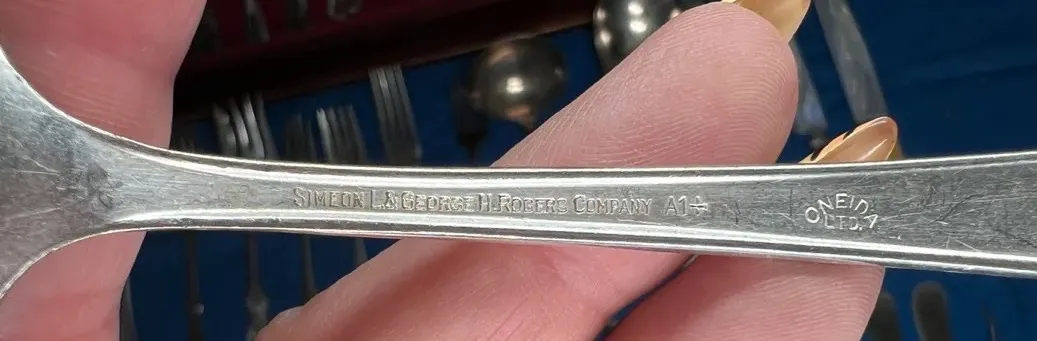 SIMEON L. & GEORGE H. ROGERS COMPANY A1+
ONEIDA
LTD.